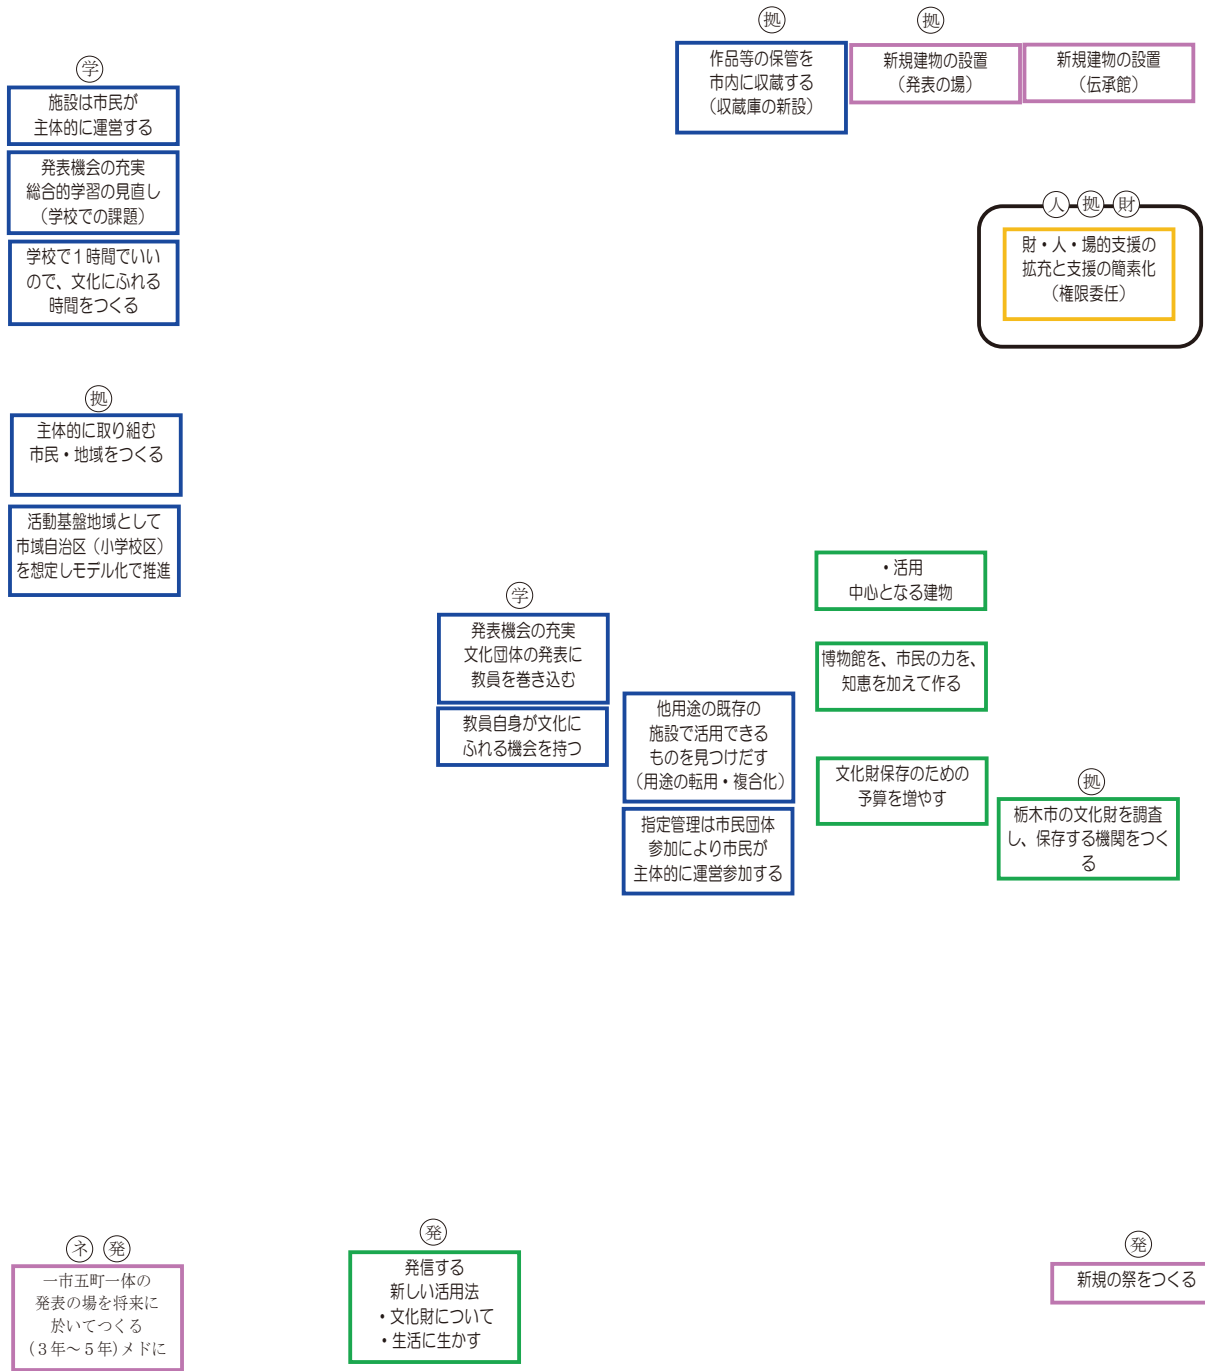 拠
拠
作品等の保管を
市内に収蔵する
（収蔵庫の新設）
新規建物の設置
（発表の場）
新規建物の設置
（伝承館）
学
施設は市民が
主体的に運営する
発表機会の充実
総合的学習の見直し
（学校での課題）
学校で１時間でいい
ので、文化にふれる
時間をつくる
人 拠 財
財・人・場的支援の
拡充と支援の簡素化
（権限委任）
拠
主体的に取り組む
市民・地域をつくる
活動基盤地域として
市域自治区（小学校区）
を想定しモデル化で推進
学
発表機会の充実
文化団体の発表に
教員を巻き込む
教員自身が文化に
ふれる機会を持つ
他用途の既存の
施設で活用できる
ものを見つけだす
（用途の転用・複合化）
指定管理は市民団体
参加により市民が
主体的に運営参加する
・活用
中心となる建物
博物館を、市民の力を、
知恵を加えて作る
文化財保存のための
予算を増やす
拠
栃木市の文化財を調査
し、保存する機関をつく
る
ネ 発
一市五町一体の
発表の場を将来に
於いてつくる
(３年～５年)メドに
発
発信する
新しい活用法
・文化財について
・生活に生かす
発
新規の祭をつくる